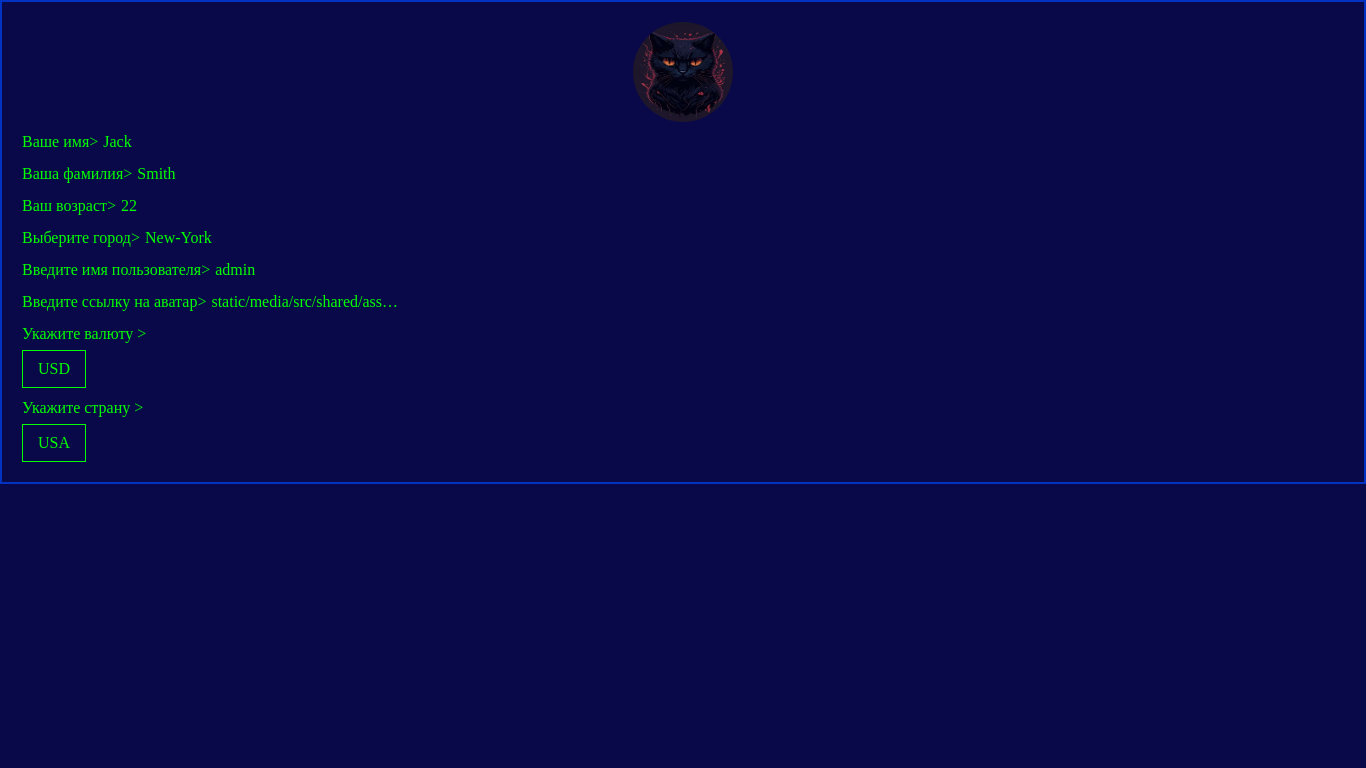 Ваше имя> Jack
Ваша фамилия> Smith
Ваш возраст> 22
Выберите город> New-York
Введите имя пользователя> admin
Введите ссылку на аватар> static/media/src/shared/ass…
Укажите валюту >
USD
Укажите страну >
USA